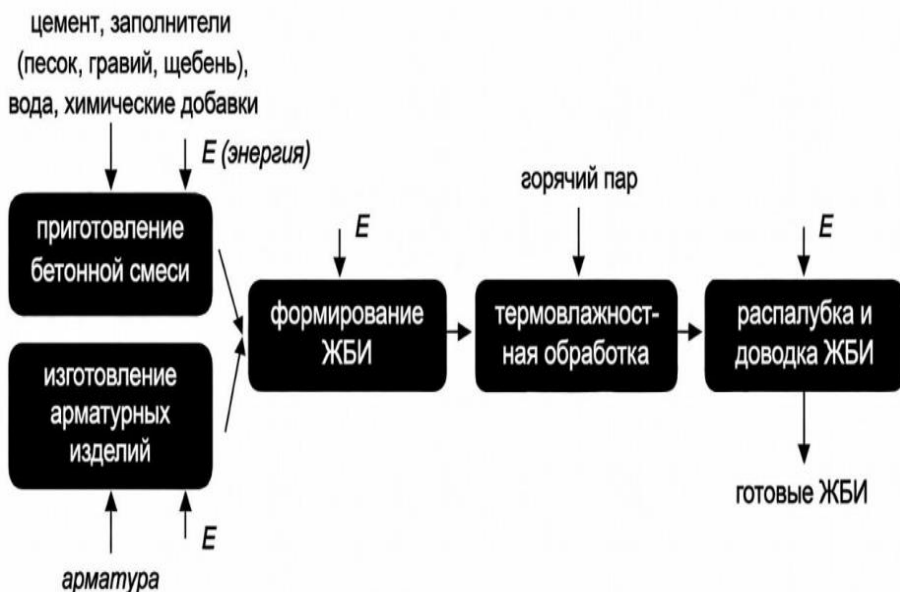 цемент, заполнители
(песок, гравий, щебень),
вода, химические добавки
E (энергия)
приготовление
бетонной смеси
изготовление
арматурных
изделий
E
арматура
E
формирование
ЖБИ
горячий пар
термовлажност-
ная обработка
E
распалубка и
доводка ЖБИ
готовые ЖБИ